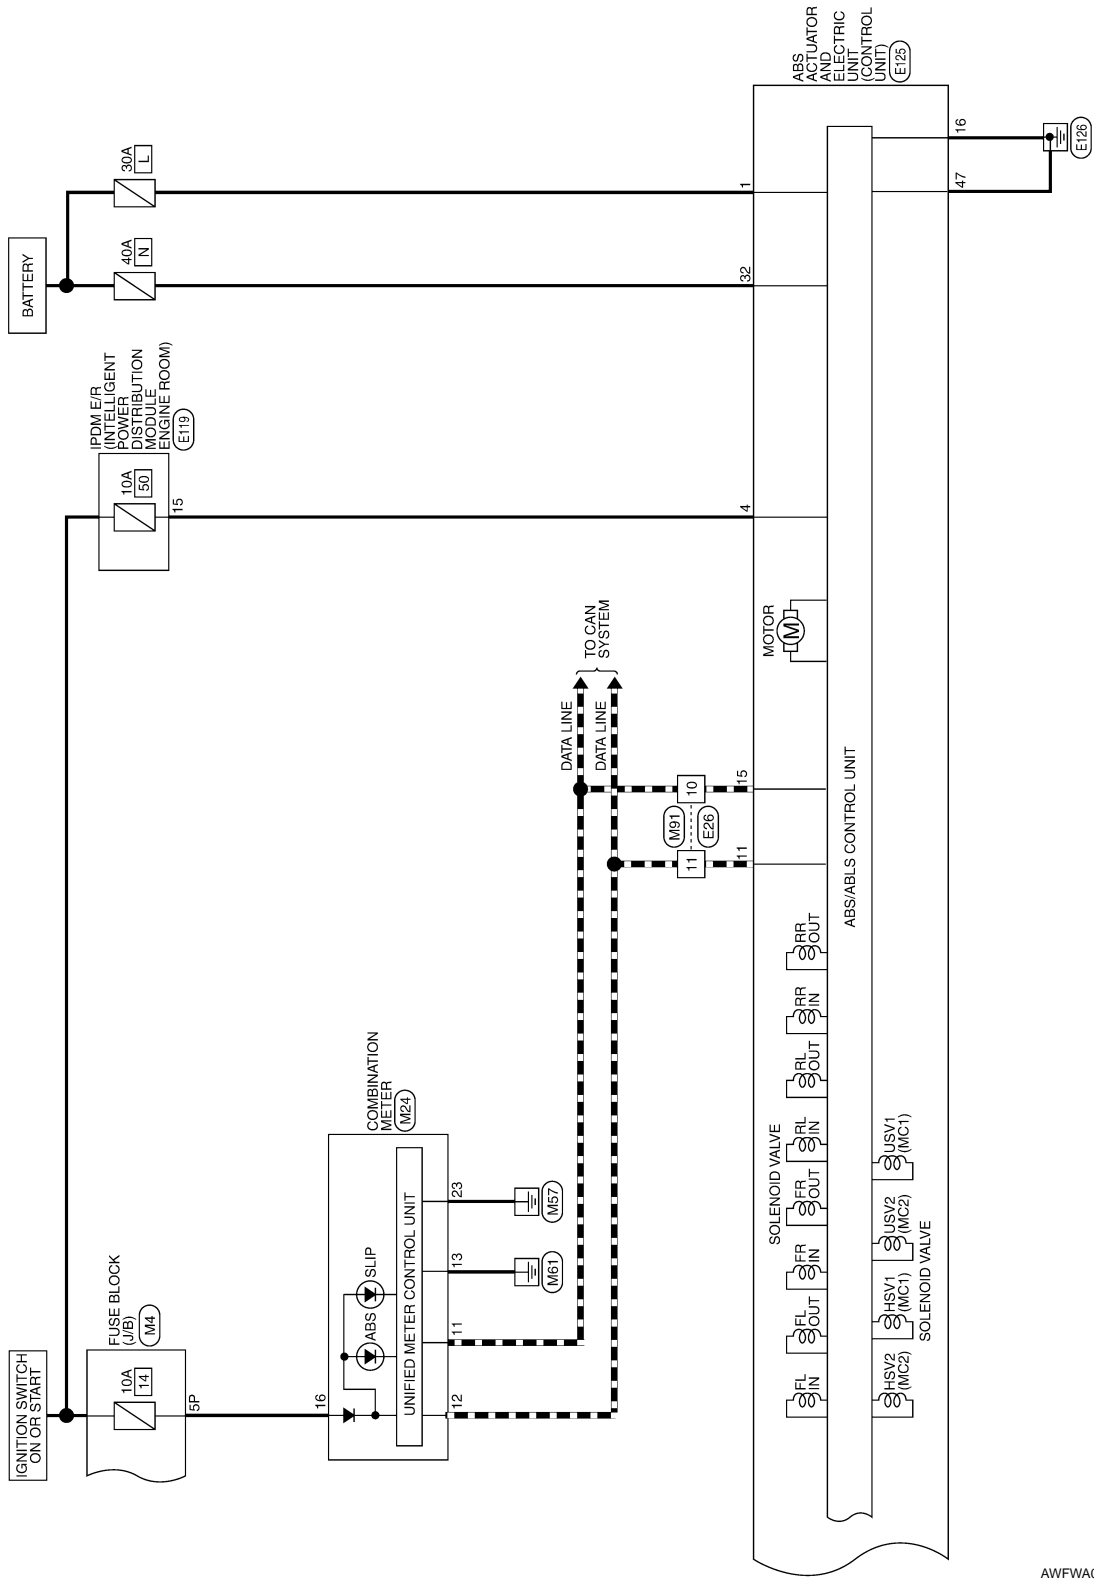 IGNITION SWITCH
ON OR START
FUSE BLOCK
(J/B)
M4
10A
14
5P
16
COMBINATION
METER
M24
ABS
SLIP
UNIFIED METER CONTROL UNIT
12
11
13
23
M61
M57
IPDM E/R
(INTELLIGENT
POWER
DISTRIBUTION
MODULE
ENGINE ROOM)
E119
10A
50
15
4
BATTERY
40A
N
30A
L
32
1
DATA LINE
DATA LINE
TO CAN
SYSTEM
11
10
M91
E26
11
15
ABS
ACTUATOR
AND
ELECTRIC
UNIT
(CONTROL
UNIT)
E125
MOTOR
M
SOLENOID VALVE
FL
IN
FL
OUT
FR
IN
FR
OUT
RL
IN
RL
OUT
RR
IN
RR
OUT
ABS/ABLS CONTROL UNIT
HSV2
(MC2)
HSV1
(MC1)
USV2
(MC2)
USV1
(MC1)
SOLENOID VALVE
47
16
E126